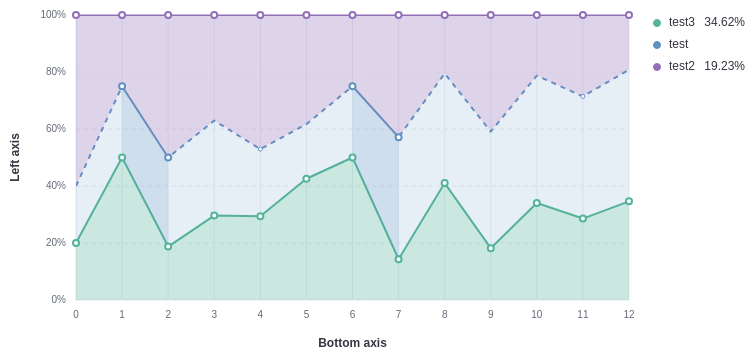 100%
80%
60%
40%
20%
0%
Left axis
0 1 2 3 4 5 6 7 8 9 10 11 12
Bottom axis
test3 34.62%
test
test2 19.23%